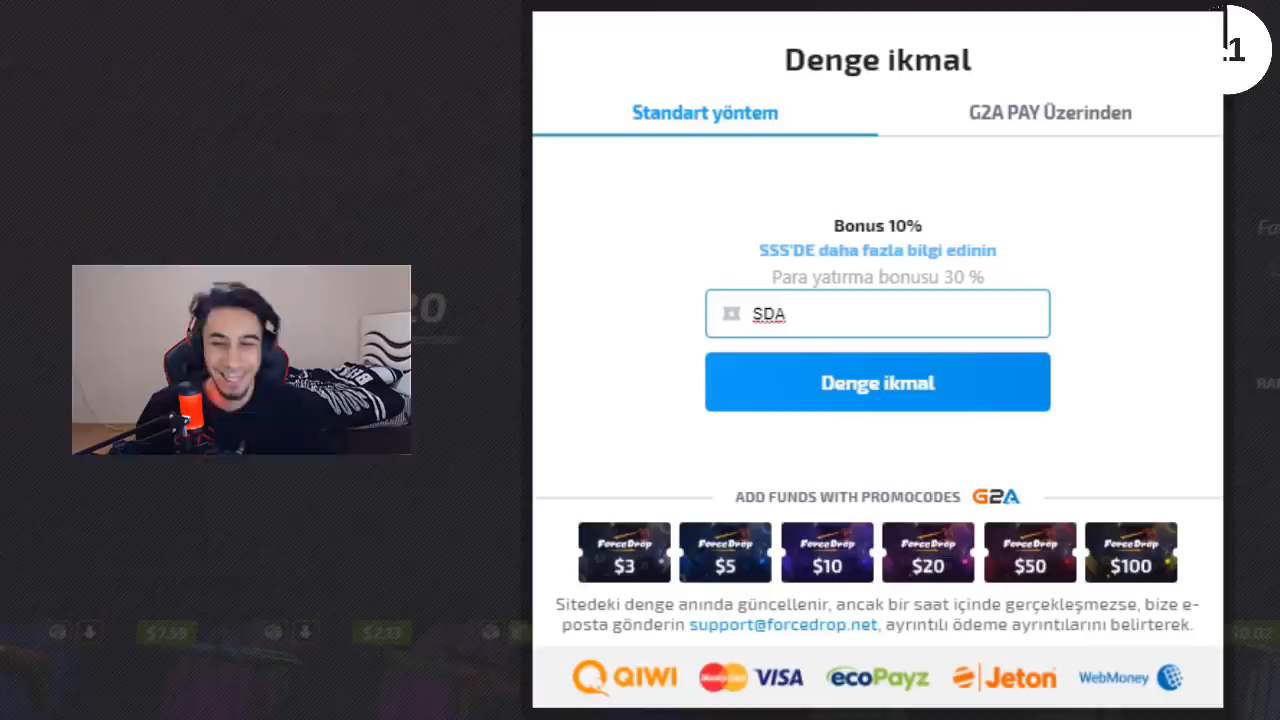 Denge ikmal
Standart yöntem
G2A PAY Üzerinden
Bonus 10%
SSS'DE daha fazla bilgi edinin
Para yatırma bonusu 30 %
SDA
Denge ikmal
ADD FUNDS WITH PROMOCODES G2A
ForceDrop ForceDrop ForceDrop ForceDrop ForceDrop ForceDrop
$3 $5 $10 $20 $50 $100
Sitedeki denge anında güncellenir, ancak bir saat içinde gerçekleşmezse, bize e-
posta gönderin support@forcedrop.net, ayrıntılı ödeme ayrıntılarını belirterek.
QIWI VISA ecoPayz Jeton WebMoney
$7.59 $2.13 $0.02